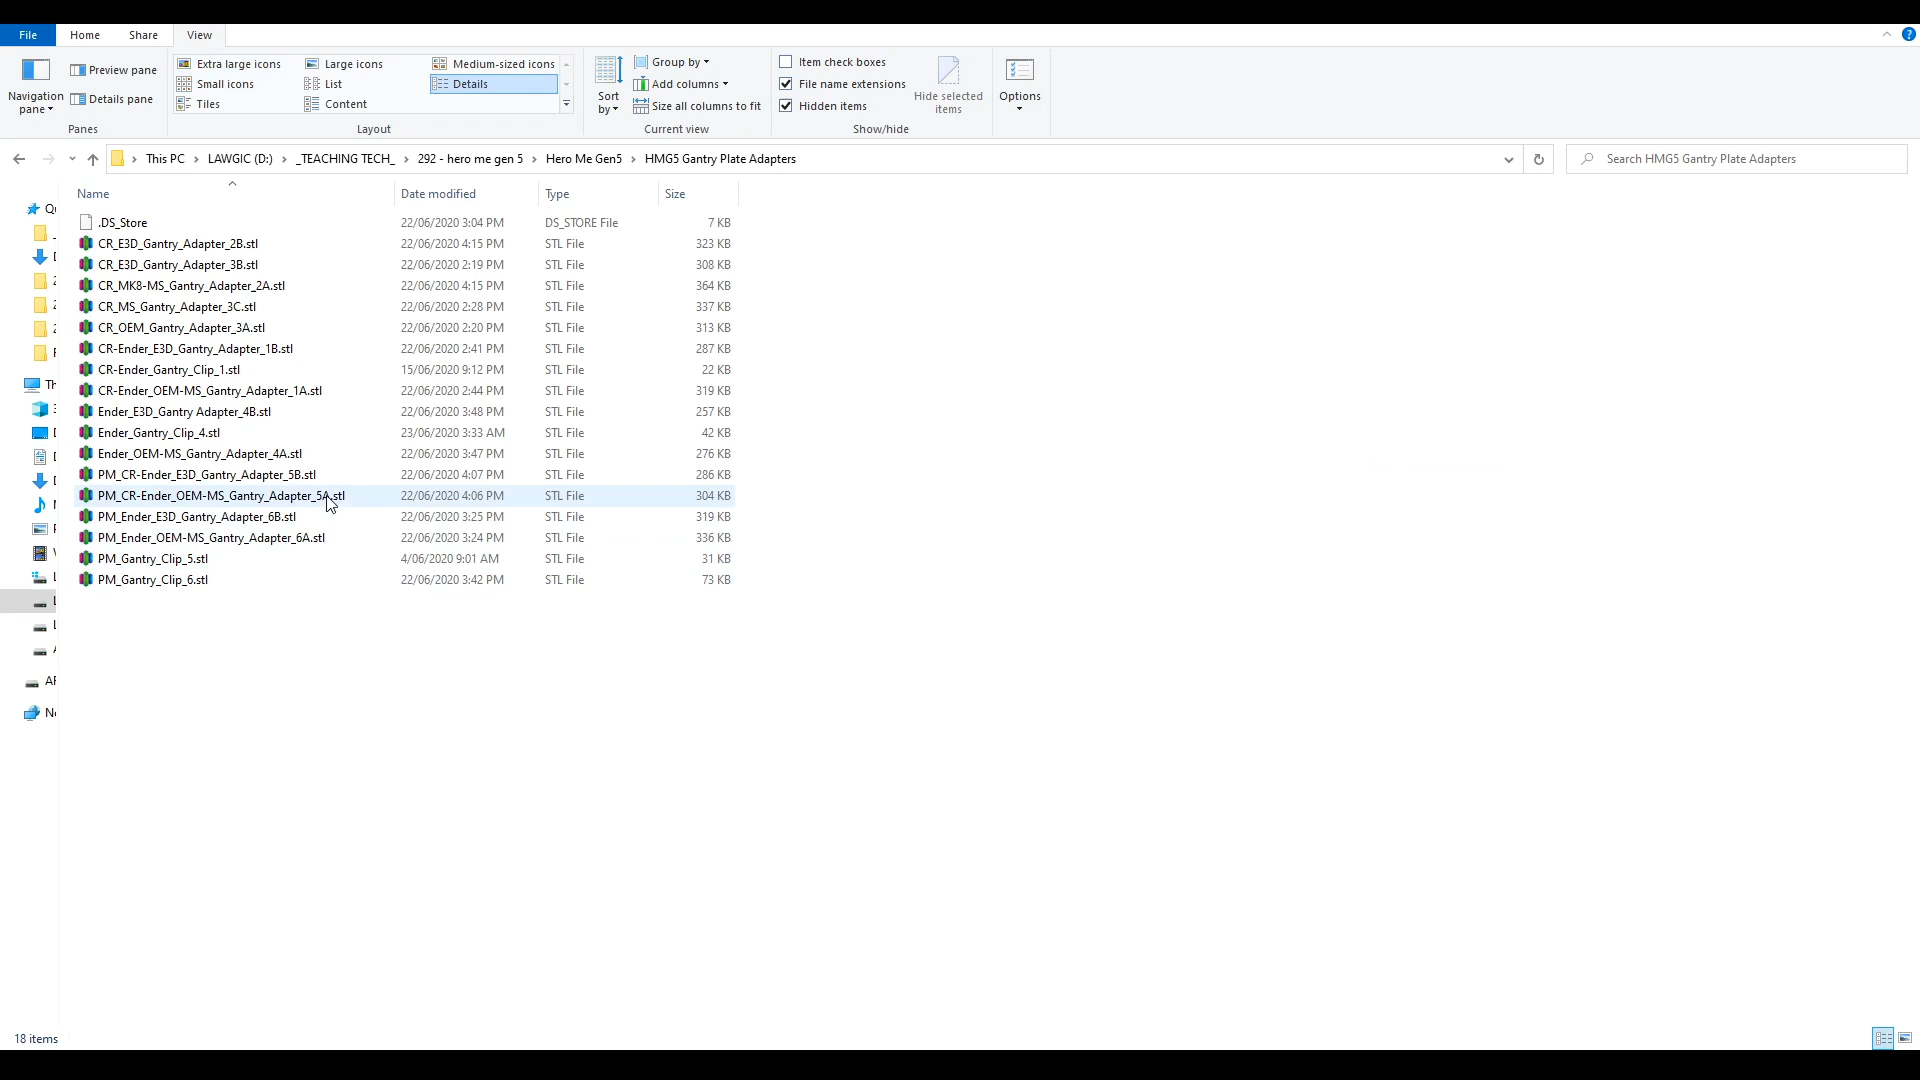 File Home Share View
Extra large icons Large icons Medium-sized icons Group by Item check boxes
Preview pane Small icons List Details Add columns File name extensions
Navigation pane Details pane Tiles Content Sort by Size all columns to fit Hidden items Hide selected items Options
Panes Layout Current view Show/hide
This PC LAWGIC (D:) _TEACHING TECH_ 292 - hero me gen 5 Hero Me Gen5 HMG5 Gantry Plate Adapters Search HMG5 Gantry Plate Adapters
Name Date modified Type Size
.DS_Store 22/06/2020 3:04 PM DS_STORE File 7 KB
CR_E3D_Gantry_Adapter_2B.stl 22/06/2020 4:15 PM STL File 323 KB
CR_E3D_Gantry_Adapter_3B.stl 22/06/2020 2:19 PM STL File 308 KB
CR_MK8-MS_Gantry_Adapter_2A.stl 22/06/2020 4:15 PM STL File 364 KB
CR_MS_Gantry_Adapter_3C.stl 22/06/2020 2:28 PM STL File 337 KB
CR_OEM_Gantry_Adapter_3A.stl 22/06/2020 2:20 PM STL File 313 KB
CR-Ender_E3D_Gantry_Adapter_1B.stl 22/06/2020 2:41 PM STL File 287 KB
CR-Ender_Gantry_Clip_1.stl 15/06/2020 9:12 PM STL File 22 KB
CR-Ender_OEM-MS_Gantry_Adapter_1A.stl 22/06/2020 2:44 PM STL File 319 KB
Ender_E3D_Gantry Adapter_4B.stl 22/06/2020 3:48 PM STL File 257 KB
Ender_Gantry_Clip_4.stl 23/06/2020 3:33 AM STL File 42 KB
Ender_OEM-MS_Gantry_Adapter_4A.stl 22/06/2020 3:47 PM STL File 276 KB
PM_CR-Ender_E3D_Gantry_Adapter_5B.stl 22/06/2020 4:07 PM STL File 286 KB
PM_CR-Ender_OEM-MS_Gantry_Adapter_5A.stl 22/06/2020 4:06 PM STL File 304 KB
PM_Ender_E3D_Gantry_Adapter_6B.stl 22/06/2020 3:25 PM STL File 319 KB
PM_Ender_OEM-MS_Gantry_Adapter_6A.stl 22/06/2020 3:24 PM STL File 336 KB
PM_Gantry_Clip_5.stl 4/06/2020 9:01 AM STL File 31 KB
PM_Gantry_Clip_6.stl 22/06/2020 3:42 PM STL File 73 KB
18 items